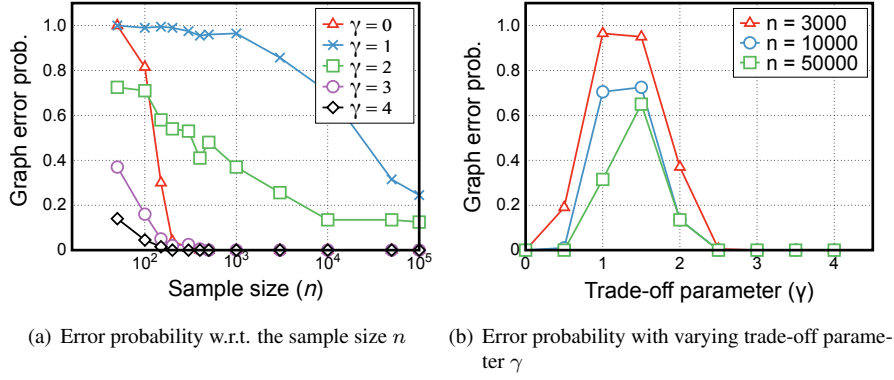 Graph error prob.
1.0
0.8
0.6
0.4
0.2
0
γ = 0
γ = 1
γ = 2
γ = 3
γ = 4
10²
10³
10⁴
10⁵
Sample size (n)
Graph error prob.
1.0
0.8
0.6
0.4
0.2
0
n = 3000
n = 10000
n = 50000
0
1
2
3
4
Trade-off parameter (γ)
(a) Error probability w.r.t. the sample size n
(b) Error probability with varying trade-off parame-
ter γ